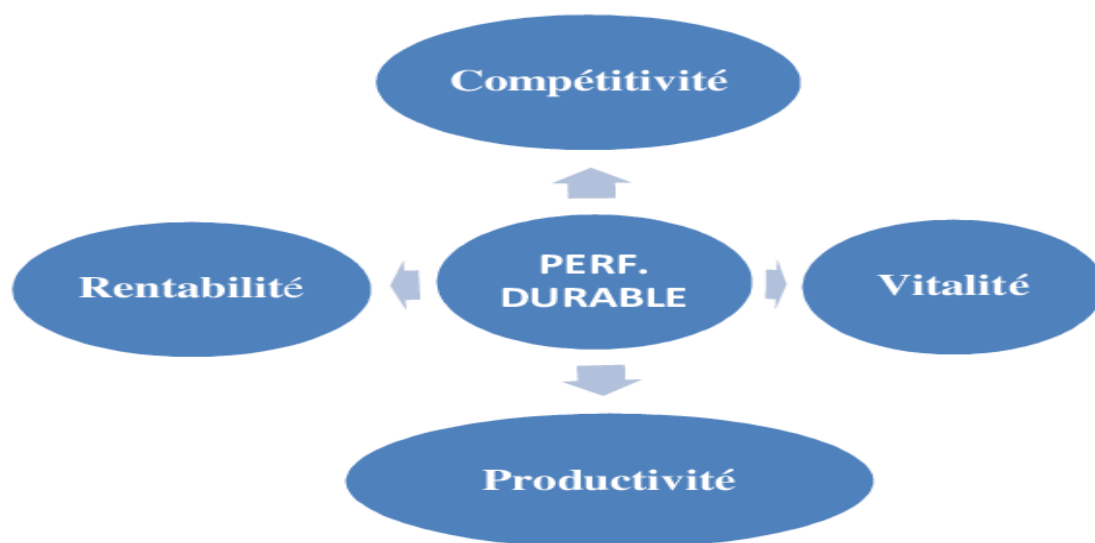 Compétitivité
Rentabilité
PERF.
DURABLE
Vitalité
Productivité